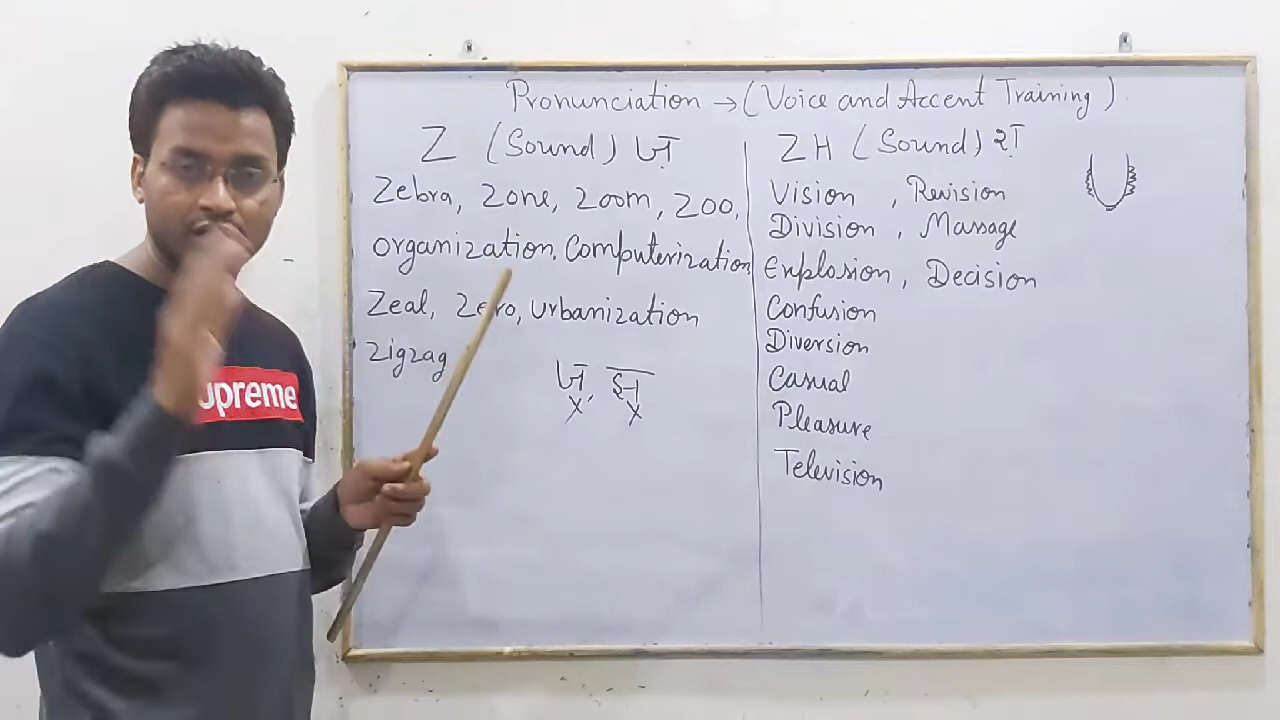 Pronunciation → (Voice and Accent Training)
Z (Sound) ज़
Zebra, Zone, Zoom, Zoo,
Organization, Computerization
Zeal, Zero, Urbanization
Zigzag
ज, झ
x x
ZH (Sound) श़
Vision, Revision
Division, Massage
Explosion, Decision
Confusion
Diversion
Casual
Pleasure
Television
upreme